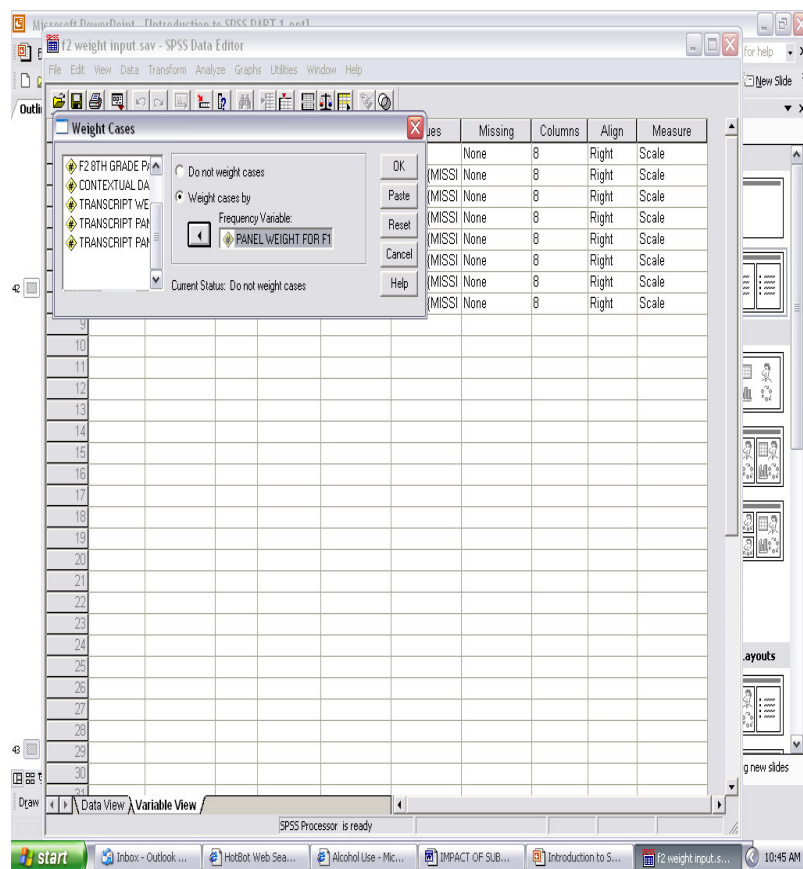 Microsoft PowerPoint - [Introduction to SPSS PART 1.ppt]
f2 weight input.sav - SPSS Data Editor
for help
File Edit View Data Transform Analyze Graphs Utilities Window Help
New Slide
Outli
Weight Cases
ues Missing Columns Align Measure
None 8 Right Scale
{MISSI None 8 Right Scale
{MISSI None 8 Right Scale
{MISSI None 8 Right Scale
{MISSI None 8 Right Scale
{MISSI None 8 Right Scale
{MISSI None 8 Right Scale
{MISSI None 8 Right Scale
F2 8TH GRADE PA
CONTEXTUAL DA
TRANSCRIPT WE
TRANSCRIPT PAN
TRANSCRIPT PAN
Do not weight cases
Weight cases by
Frequency Variable:
PANEL WEIGHT FOR F1
Current Status: Do not weight cases
OK
Paste
Reset
Cancel
Help
42
9
10
11
12
13
14
15
16
17
18
19
20
21
22
23
24
25
26
27
28
29
30
31
.ayouts
43
g new slides
Draw
Data View Variable View
SPSS Processor is ready
start
Inbox - Outlook ...
HotBot Web Sea...
Alcohol Use - Mic...
IMPACT OF SUB...
Introduction to S...
f2 weight input.s...
10:45 AM